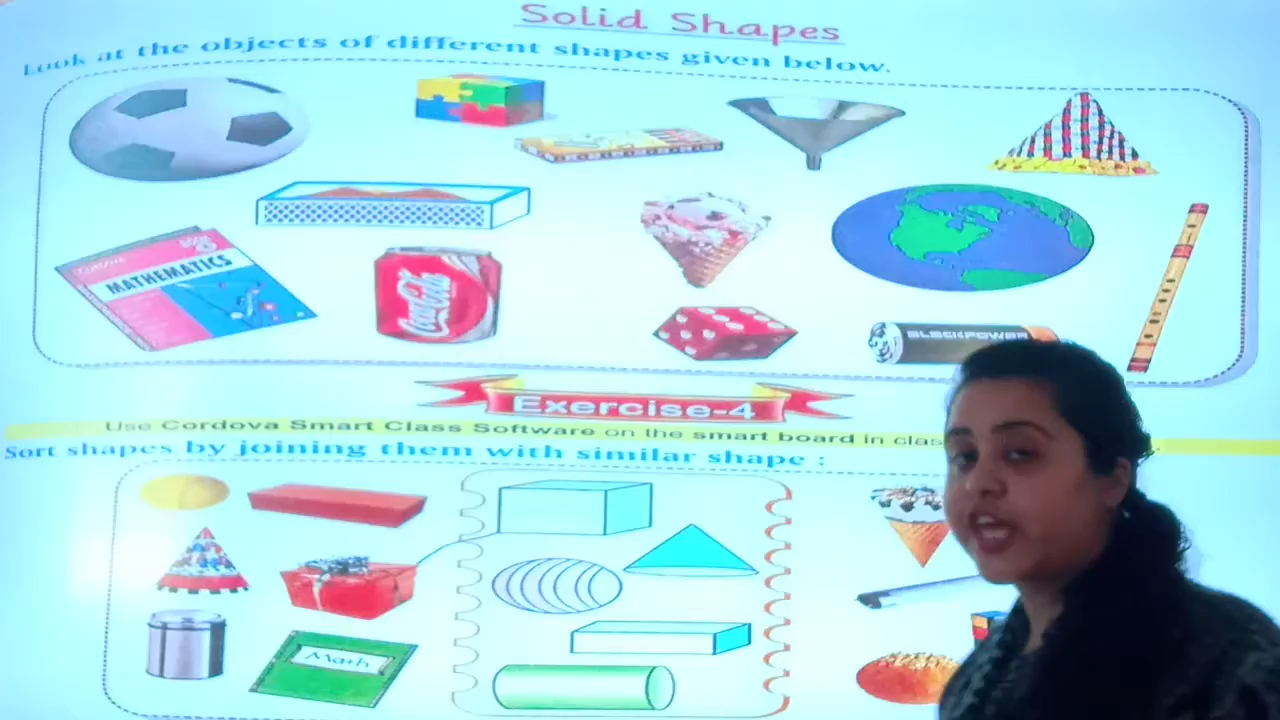 Solid Shapes
Look at the objects of different shapes given below.
MATHEMATICS
Coca-Cola
BLACKPOWER
Exercise-4
Use Cordova Smart Class Software on the smart board in clas
Sort shapes by joining them with similar shape :
Math